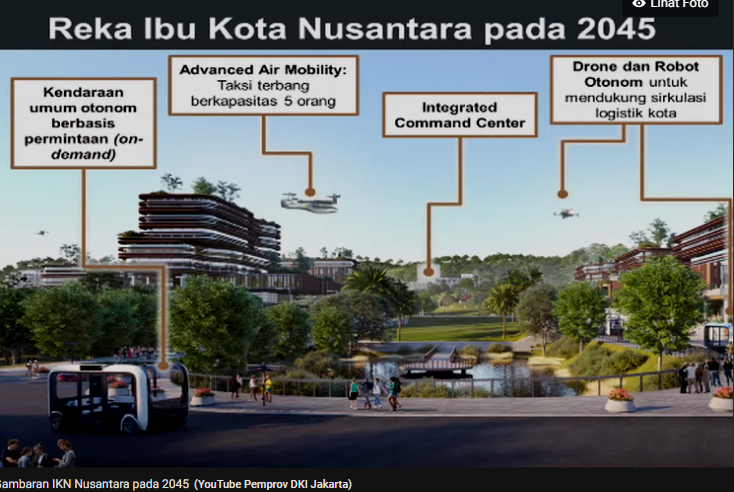 Lihat Foto
Reka Ibu Kota Nusantara pada 2045
Kendaraan
umum otonom
berbasis
permintaan (on-
demand)
Advanced Air Mobility:
Taksi terbang
berkapasitas 5 orang
Integrated
Command Center
Drone dan Robot
Otonom untuk
mendukung sirkulasi
logistik kota
Gambaran IKN Nusantara pada 2045 (YouTube Pemprov DKI Jakarta)